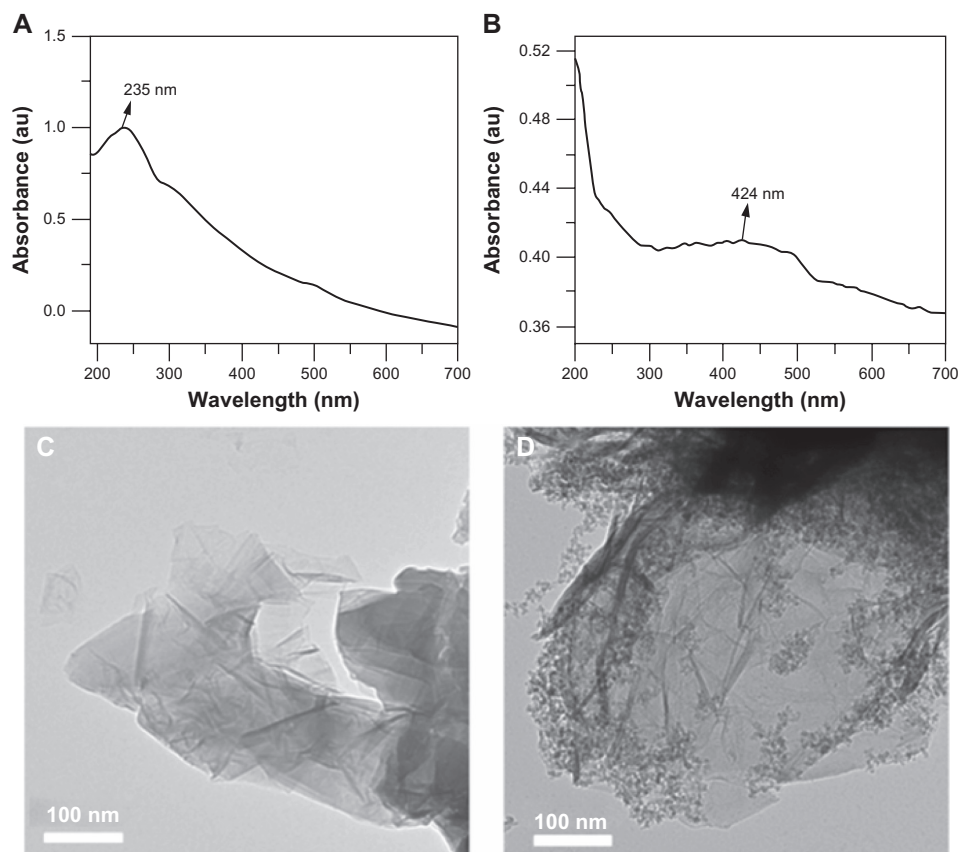 A
1.5
1.0
0.5
0.0
Absorbance (au)
235 nm
200 300 400 500 600 700
Wavelength (nm)
B
0.52
0.48
0.44
0.40
0.36
Absorbance (au)
424 nm
200 300 400 500 600 700
Wavelength (nm)
C
100 nm
D
100 nm